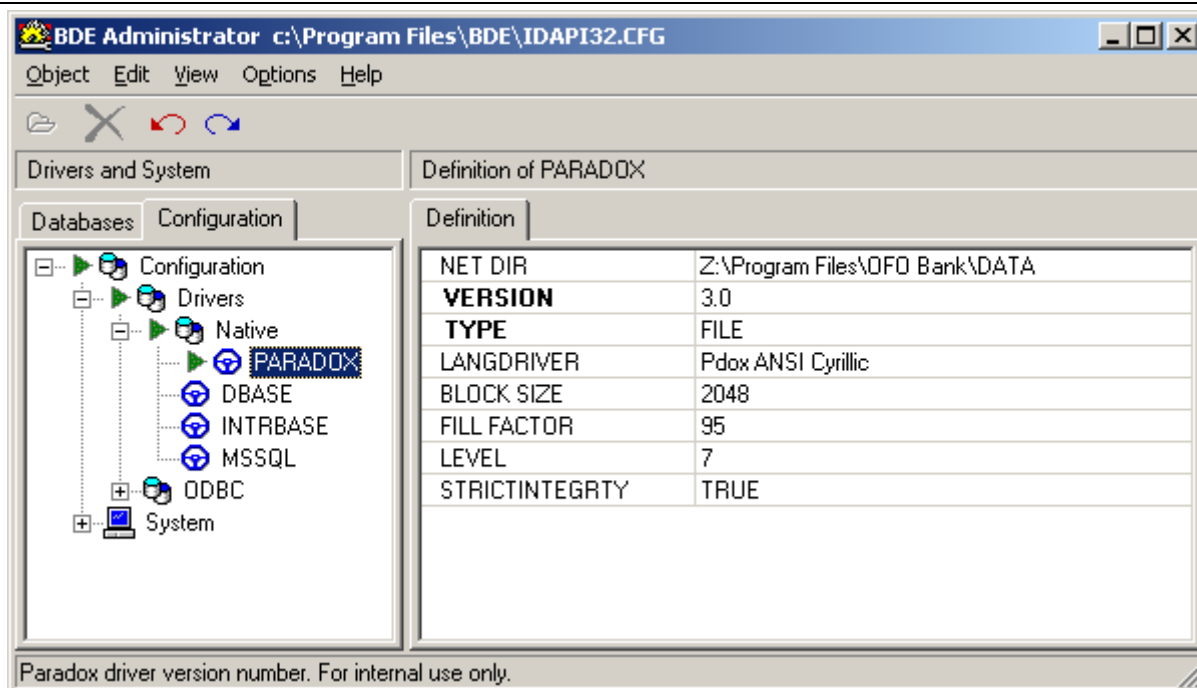 BDE Administrator c:\Program Files\BDE\IDAPI32.CFG
Object Edit View Options Help
Drivers and System
Definition of PARADOX
Databases Configuration
Definition
Configuration
Drivers
Native
PARADOX
DBASE
INTRBASE
MSSQL
ODBC
System
NET DIR Z:\Program Files\OFO Bank\DATA
VERSION 3.0
TYPE FILE
LANGDRIVER Pdox ANSI Cyrillic
BLOCK SIZE 2048
FILL FACTOR 95
LEVEL 7
STRICTINTEGRTY TRUE
Paradox driver version number. For internal use only.